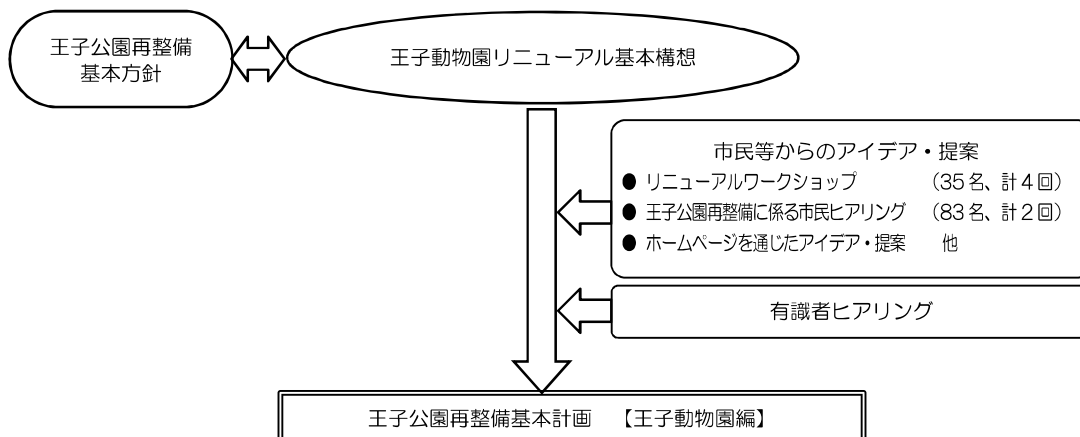 王子公園再整備
基本方針
王子動物園リニューアル基本構想
市民等からのアイデア・提案
● リニューアルワークショップ （35名、計4回）
● 王子公園再整備に係る市民ヒアリング （83名、計2回）
● ホームページを通じたアイデア・提案 他
有識者ヒアリング
王子公園再整備基本計画 【王子動物園編】